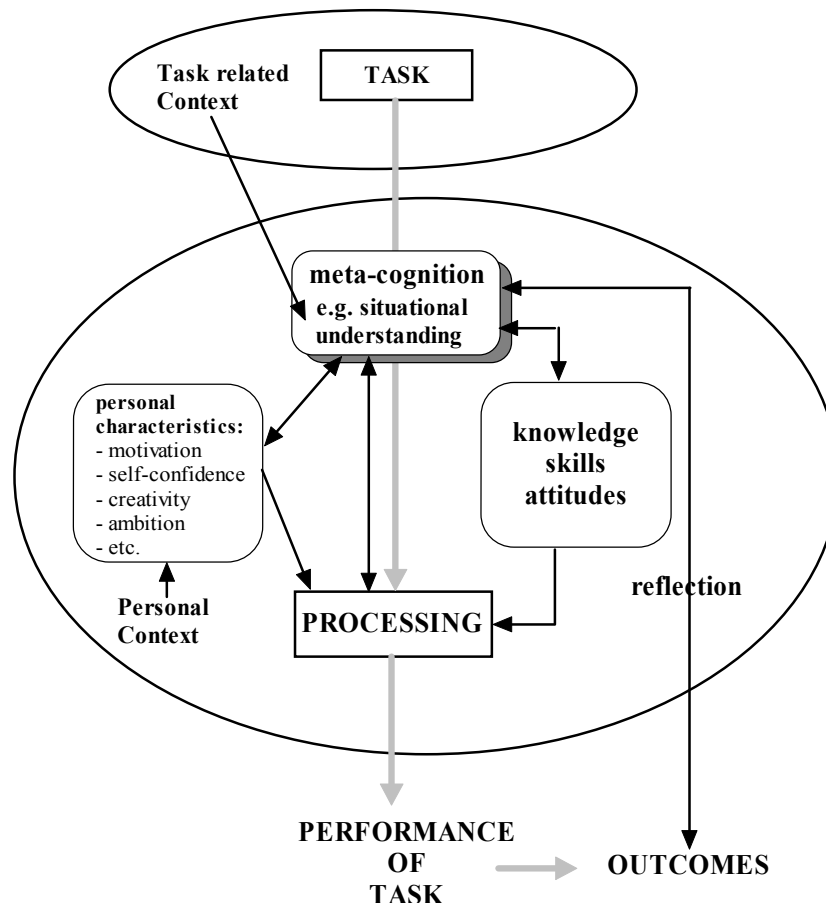 Task related
Context
TASK
meta-cognition
e.g. situational
understanding
personal
characteristics:
- motivation
- self-confidence
- creativity
- ambition
- etc.
knowledge
skills
attitudes
Personal
Context
PROCESSING
reflection
PERFORMANCE
OF
TASK
OUTCOMES